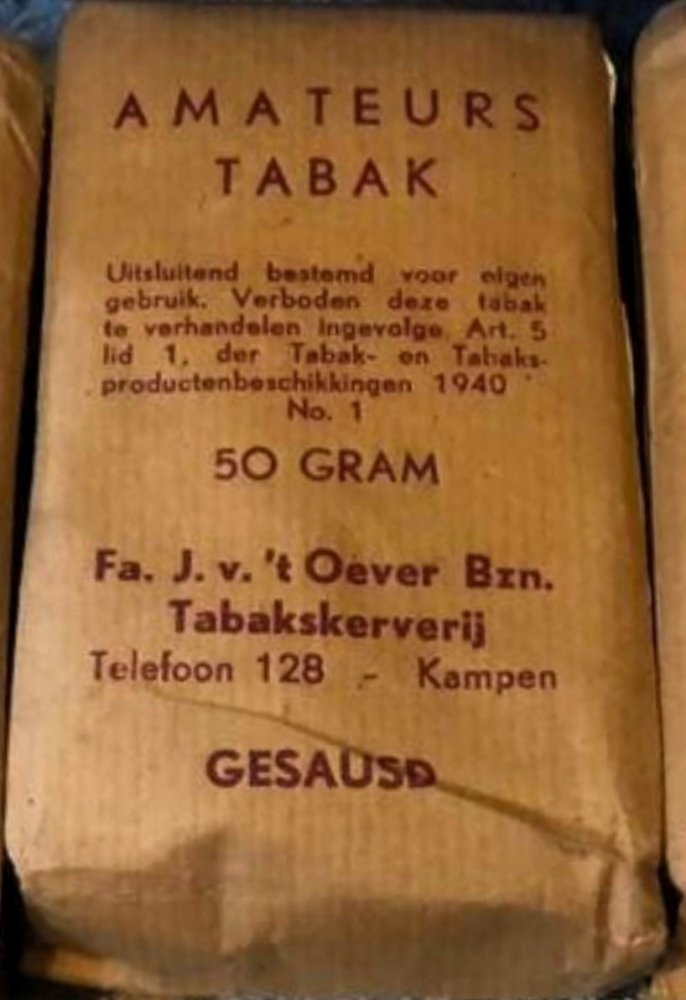 AMATEURS
TABAK
Uitsluitend bestemd voor eigen
gebruik. Verboden deze tabak
te verhandelen ingevolge Art. 5
lid 1, der Tabak- en Tabaks-
productenbeschikkingen 1940
No. 1
50 GRAM
Fa. J. v. 't Oever Bzn.
Tabakskerverij
Telefoon 128 - Kampen
GESAUSD